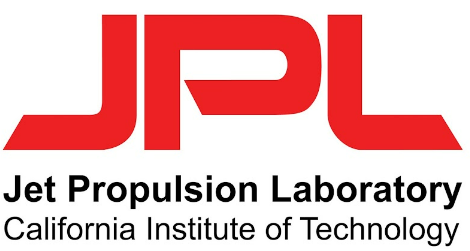 JPL
Jet Propulsion Laboratory
California Institute of Technology